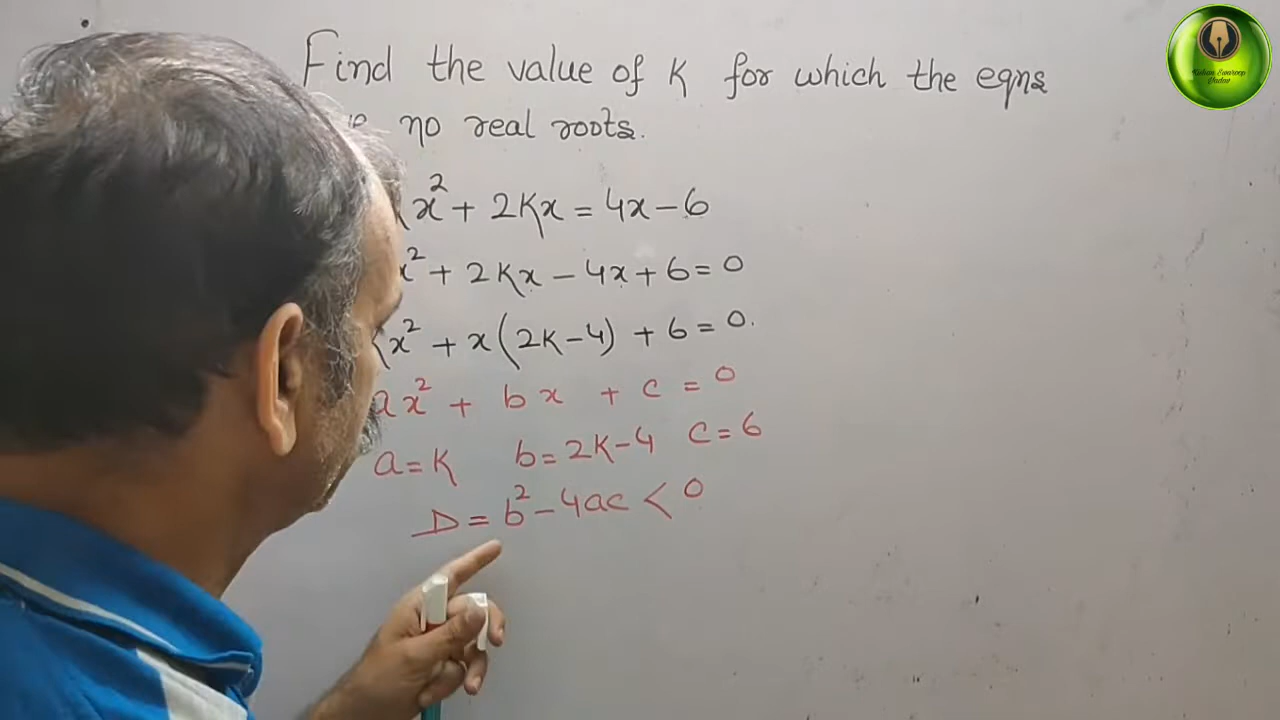 Find the value of K for which the eqns
no real roots.
x² + 2Kx = 4x - 6
x² + 2Kx - 4x + 6 = 0
Kx² + x(2K-4) + 6 = 0.
ax² + bx + c = 0
a = K b = 2K-4 c = 6
D = b² - 4ac < 0